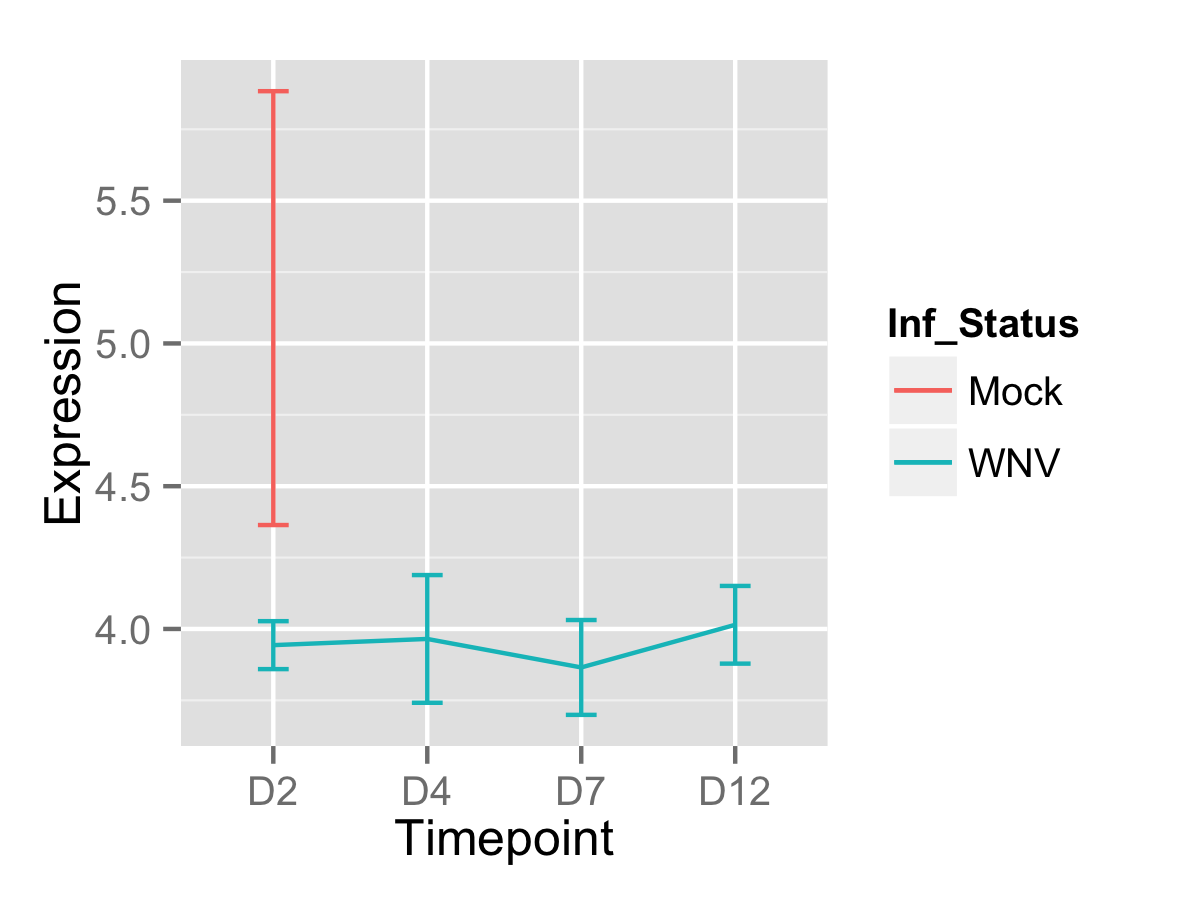 Expression
5.5
5.0
4.5
4.0
D2 D4 D7 D12
Timepoint
Inf_Status
Mock
WNV